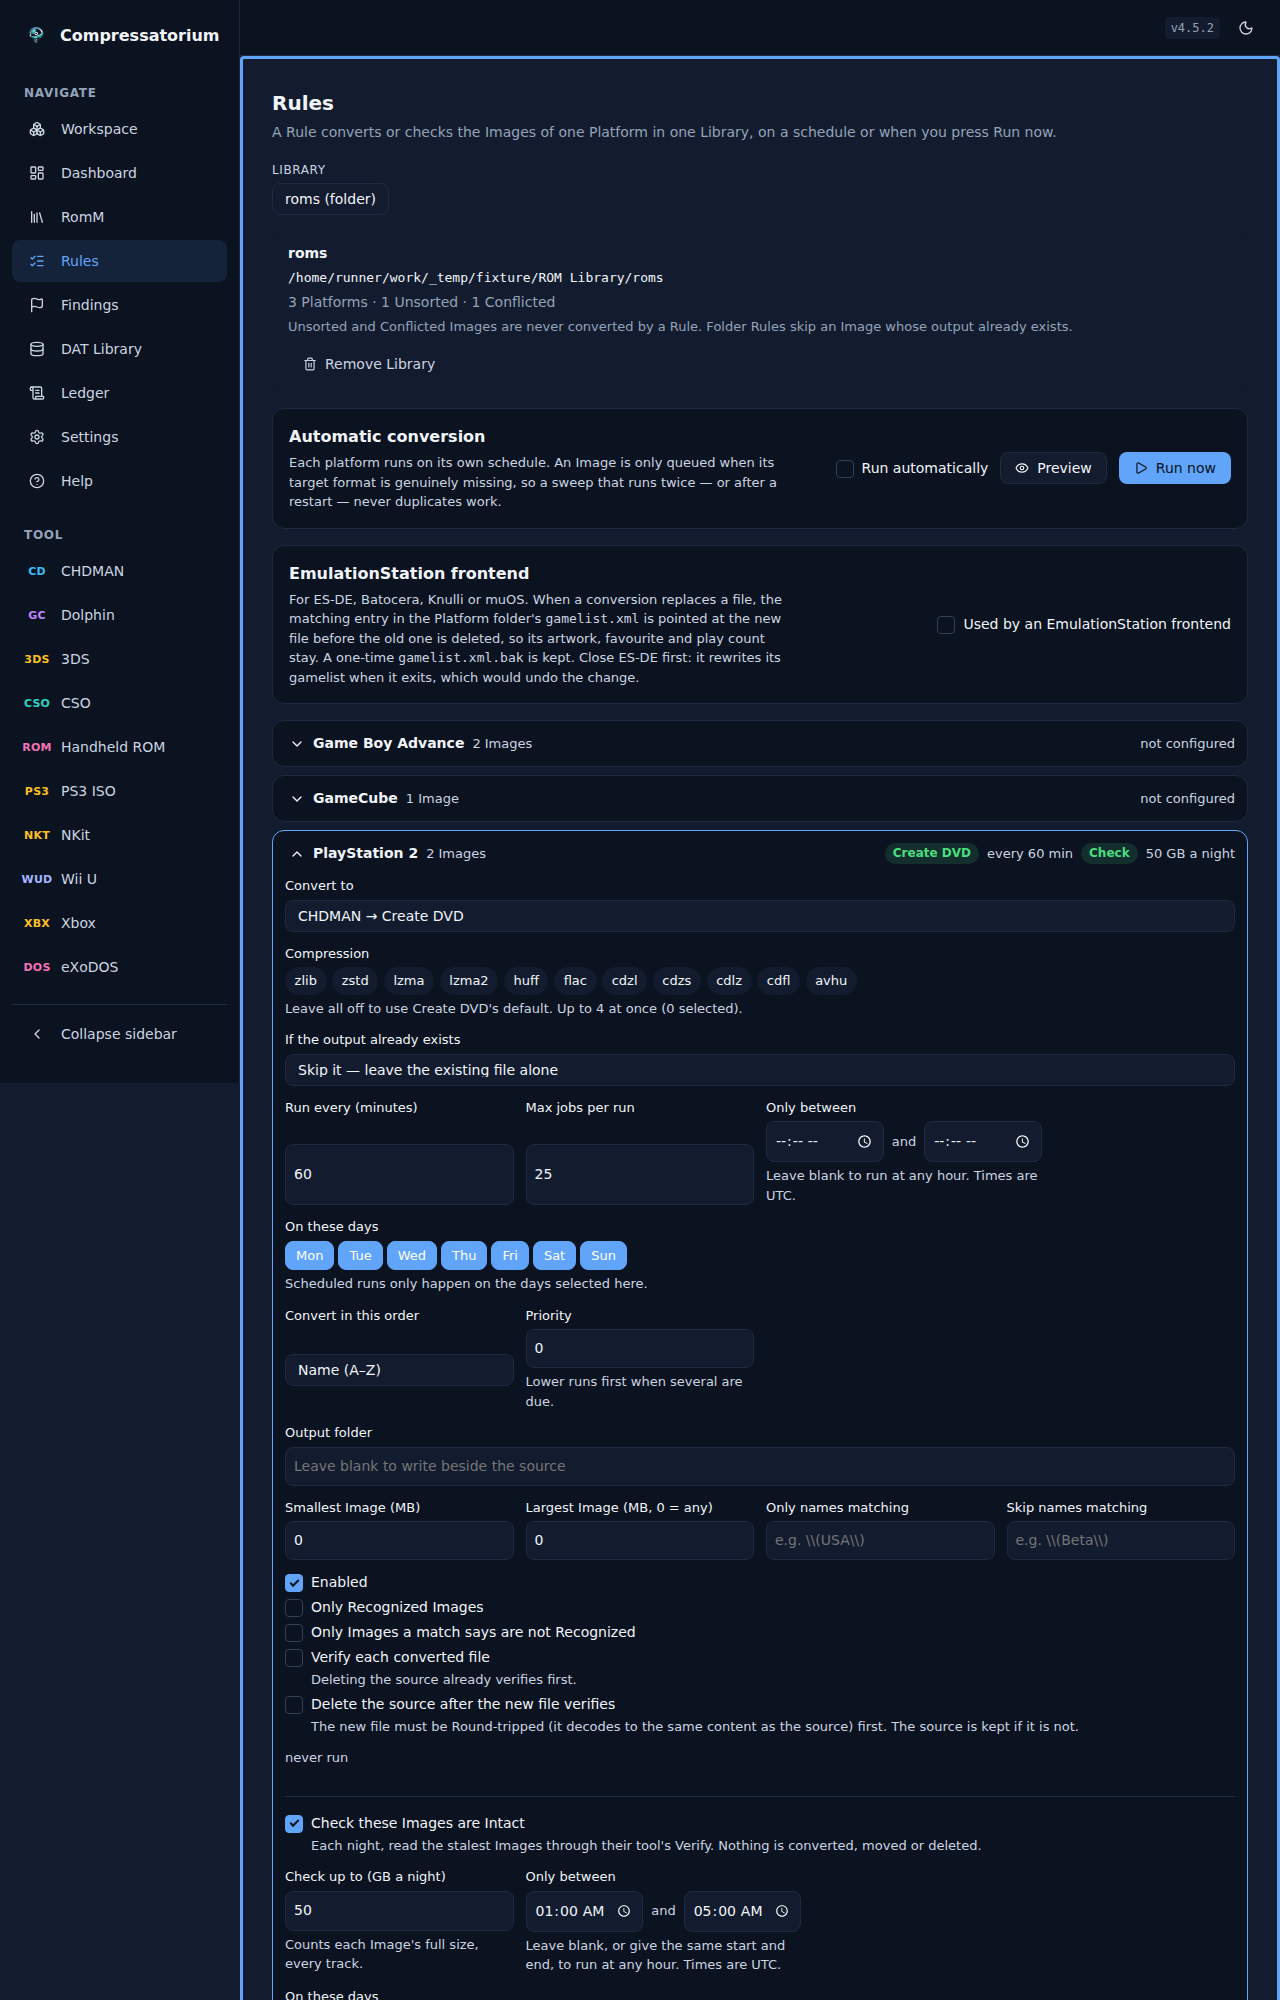 Compressatorium
v4.5.2
NAVIGATE
Workspace
Dashboard
RomM
Rules
Findings
DAT Library
Ledger
Settings
Help
TOOL
CD CHDMAN
GC Dolphin
3DS 3DS
CSO CSO
ROM Handheld ROM
PS3 PS3 ISO
NKT NKit
WUD Wii U
XBX Xbox
DOS eXoDOS
Collapse sidebar
Rules
A Rule converts or checks the Images of one Platform in one Library, on a schedule or when you press Run now.
LIBRARY
roms (folder)
roms
/home/runner/work/_temp/fixture/ROM Library/roms
3 Platforms · 1 Unsorted · 1 Conflicted
Unsorted and Conflicted Images are never converted by a Rule. Folder Rules skip an Image whose output already exists.
Remove Library
Automatic conversion
Each platform runs on its own schedule. An Image is only queued when its
target format is genuinely missing, so a sweep that runs twice — or after a
restart — never duplicates work.
Run automatically
Preview
Run now
EmulationStation frontend
For ES-DE, Batocera, Knulli or muOS. When a conversion replaces a file, the
matching entry in the Platform folder's gamelist.xml is pointed at the new
file before the old one is deleted, so its artwork, favourite and play count
stay. A one-time gamelist.xml.bak is kept. Close ES-DE first: it rewrites its
gamelist when it exits, which would undo the change.
Used by an EmulationStation frontend
Game Boy Advance 2 Images not configured
GameCube 1 Image not configured
PlayStation 2 2 Images Create DVD every 60 min Check 50 GB a night
Convert to
CHDMAN → Create DVD
Compression
zlib zstd lzma lzma2 huff flac cdzl cdzs cdlz cdfl avhu
Leave all off to use Create DVD's default. Up to 4 at once (0 selected).
If the output already exists
Skip it — leave the existing file alone
Run every (minutes) Max jobs per run Only between
60 25 --:-- -- and --:-- --
Leave blank to run at any hour. Times are
UTC.
On these days
Mon Tue Wed Thu Fri Sat Sun
Scheduled runs only happen on the days selected here.
Convert in this order Priority
Name (A–Z) 0
Lower runs first when several are
due.
Output folder
Leave blank to write beside the source
Smallest Image (MB) Largest Image (MB, 0 = any) Only names matching Skip names matching
0 0 e.g. \\(USA\\) e.g. \\(Beta\\)
Enabled
Only Recognized Images
Only Images a match says are not Recognized
Verify each converted file
Deleting the source already verifies first.
Delete the source after the new file verifies
The new file must be Round-tripped (it decodes to the same content as the source) first. The source is kept if it is not.
never run
Check these Images are Intact
Each night, read the stalest Images through their tool's Verify. Nothing is converted, moved or deleted.
Check up to (GB a night) Only between
50 01:00 AM and 05:00 AM
Counts each Image's full size,
every track.
Leave blank, or give the same start and
end, to run at any hour. Times are UTC.
On these days